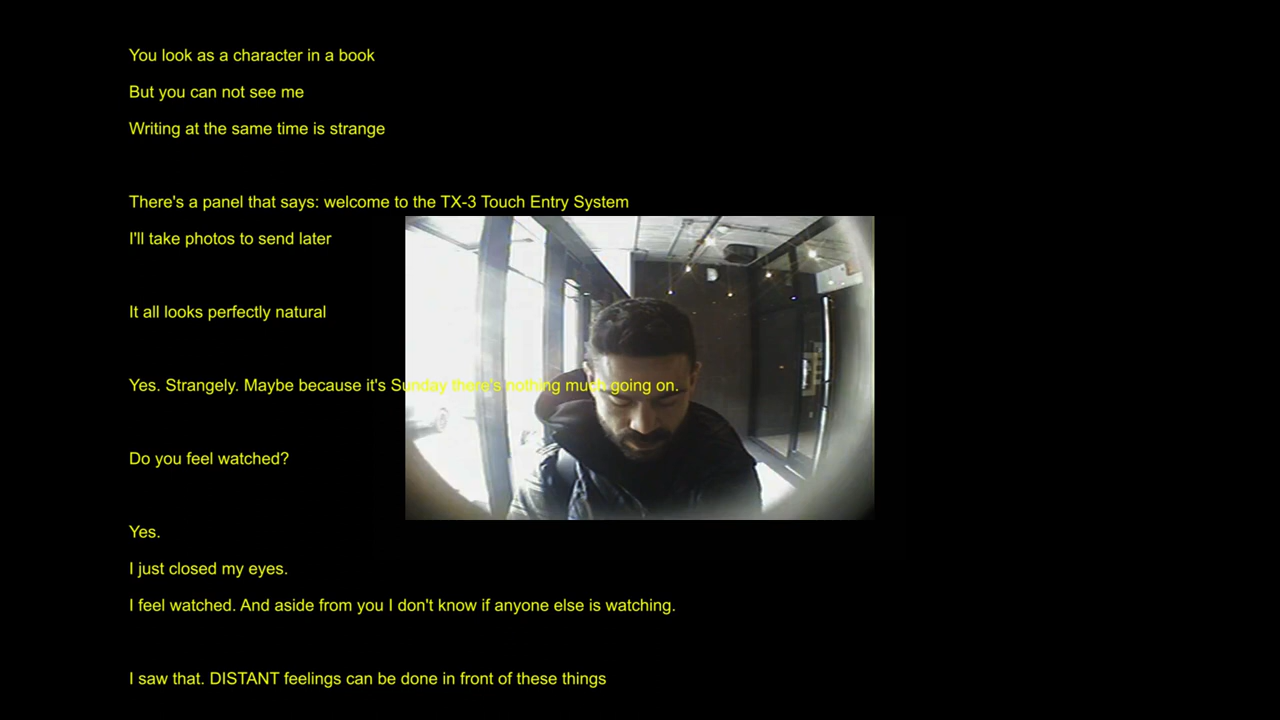 You look as a character in a book
But you can not see me
Writing at the same time is strange
There's a panel that says: welcome to the TX-3 Touch Entry System
I'll take photos to send later
It all looks perfectly natural
Yes. Strangely. Maybe because it's Sunday there's nothing much going on.
Do you feel watched?
Yes.
I just closed my eyes.
I feel watched. And aside from you I don't know if anyone else is watching.
I saw that. DISTANT feelings can be done in front of these things